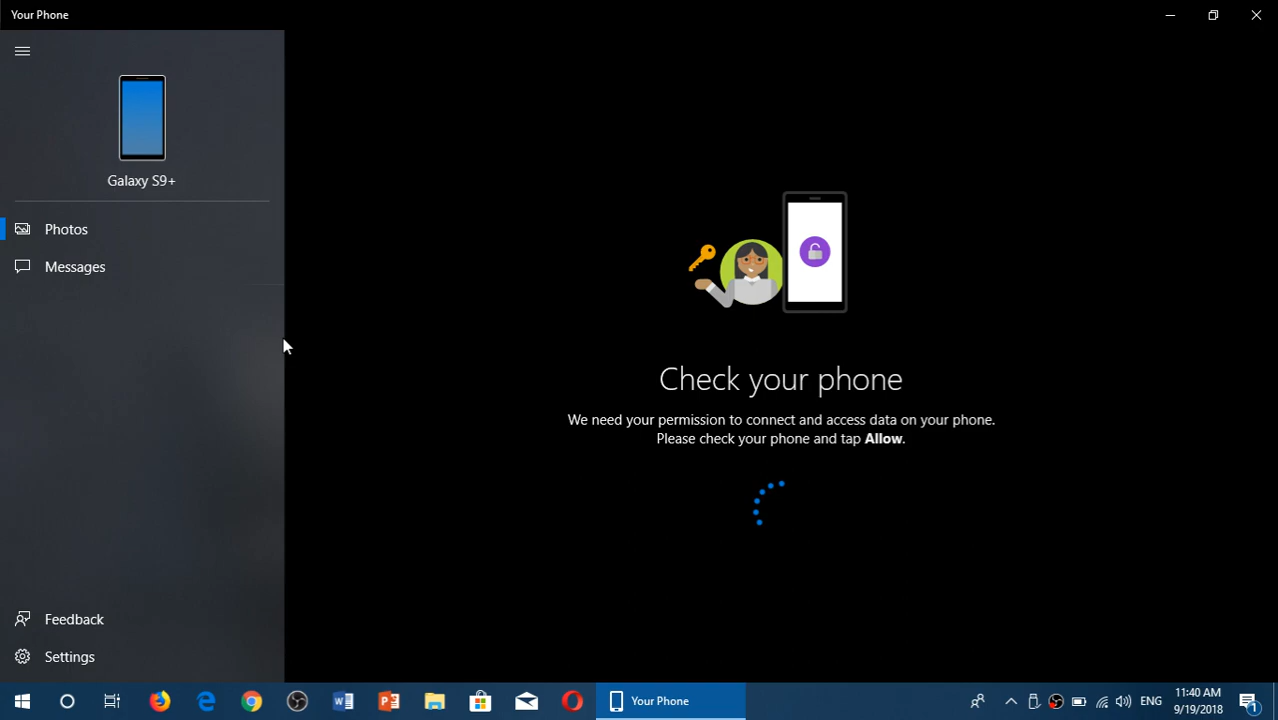 Your Phone
Galaxy S9+
Photos
Messages
Check your phone
We need your permission to connect and access data on your phone.
Please check your phone and tap Allow.
Feedback
Settings
Your Phone
ENG
11:40 AM
9/19/2018
1